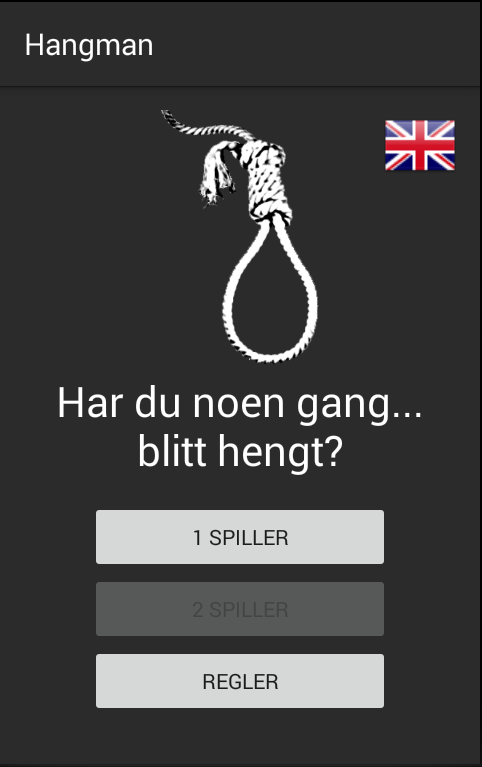 Hangman
Har du noen gang...
blitt hengt?
1 SPILLER
2 SPILLER
REGLER